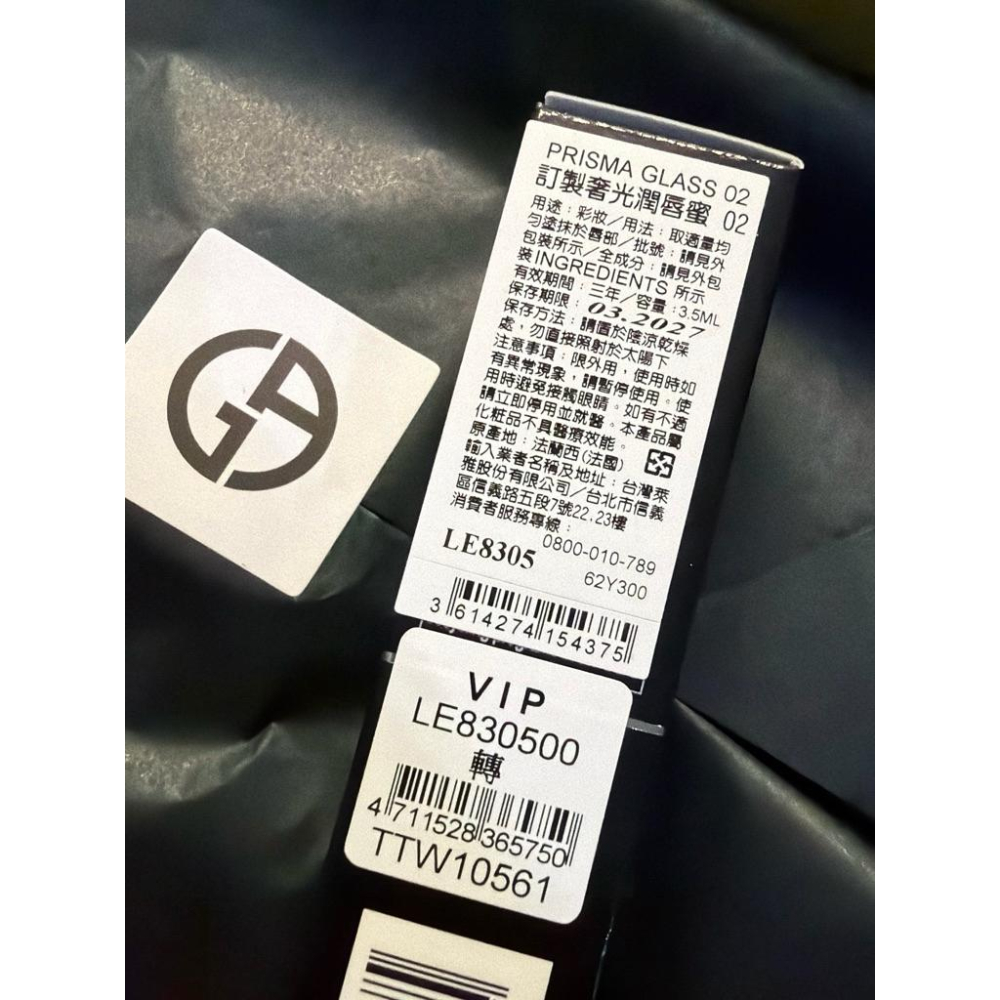 GA
PRISMA GLASS 02
訂製奢光潤唇蜜 02
用途：彩妝／用法：取適量均
勻塗抹於唇部／批號：請見外
包裝所示／全成分：請見外包
裝INGREDIENTS 所示
有效期間：三年／容量：3.5ML
保存期限：03.2027
保存方法：請置於陰涼乾燥
處，勿直接照射於太陽下
注意事項：限外用，使用時如
有異常現象，請暫停使用。使
用時避免接觸眼睛。如有不適
請立即停用並就醫。本產品屬
化粧品不具醫療效能。
原產地：法蘭西(法國)
輸入業者名稱及地址：台灣萊
雅股份有限公司／台北市信義
區信義路五段7號22.23樓
消費者服務專線：
0800-010-789
LE8305
62Y300
3 614274 154375
VIP
LE830500
轉
4 711528 365750
TTW10561